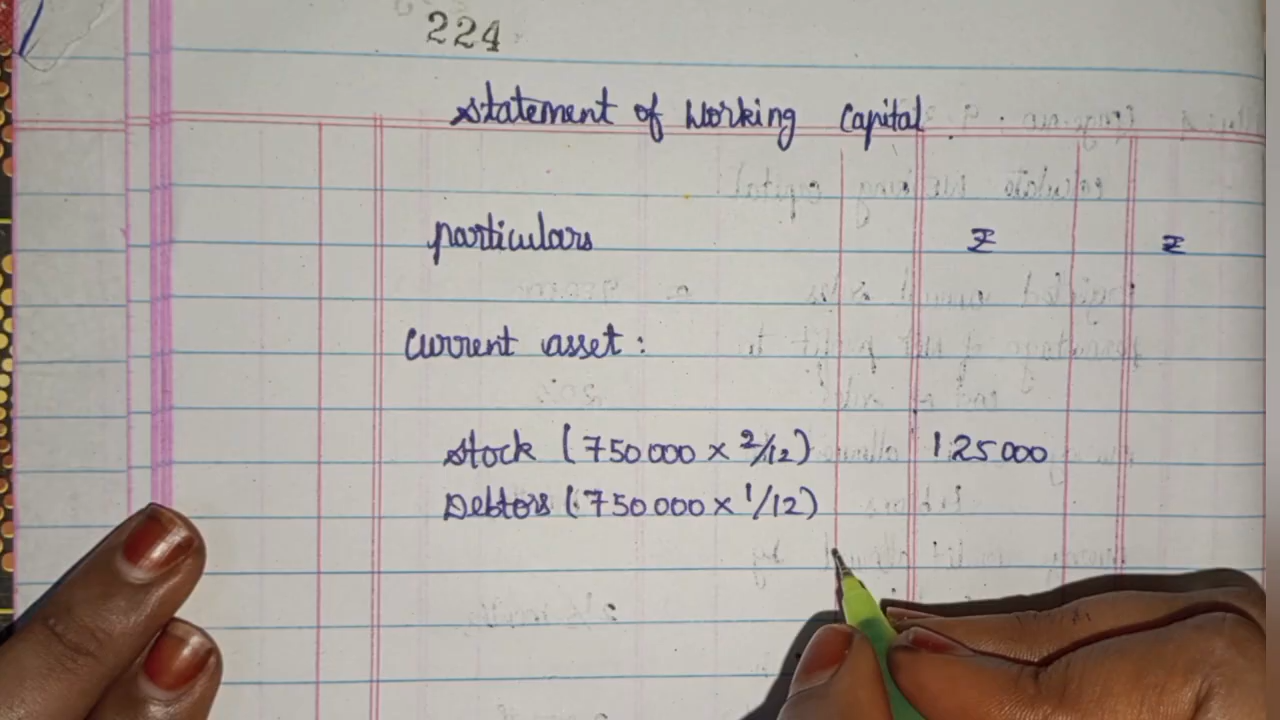 224
Statement of Working Capital
particulars ₹ ₹
Current asset:
Stock (750000 × 2/12) 125000
Debtors (750000 × 1/12)